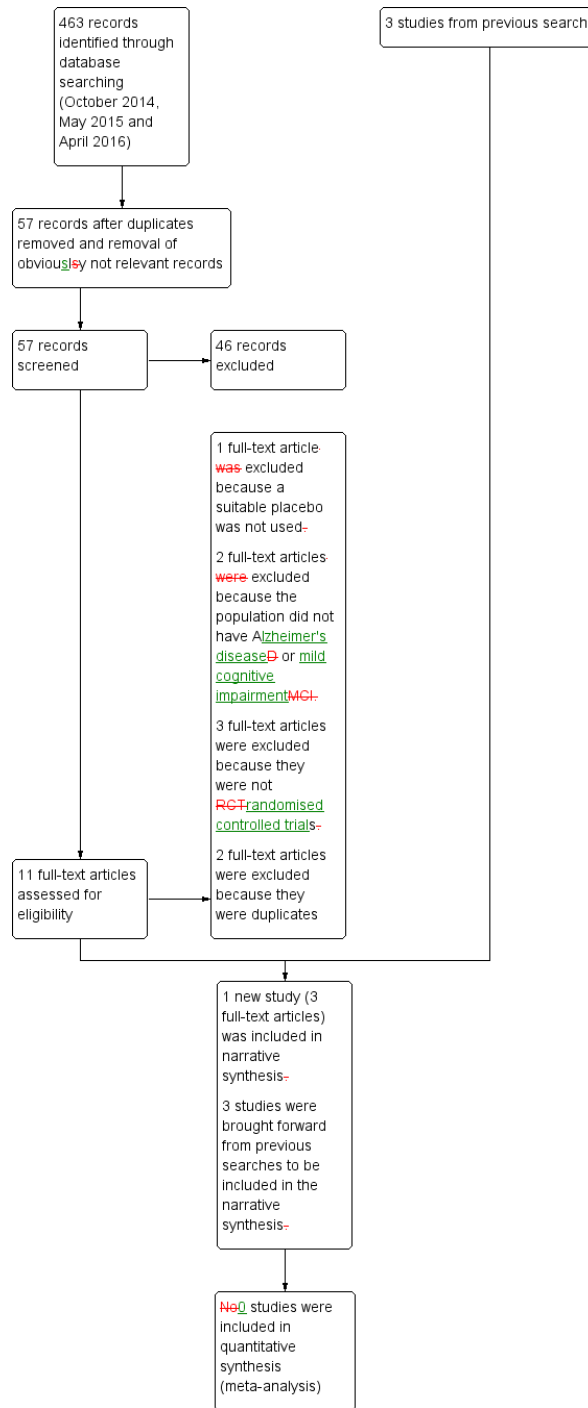 463 records
identified through
database
searching
(October 2014,
May 2015 and
April 2016)
3 studies from previous search
57 records after duplicates
removed and removal of
obviouslsy not relevant records
57 records
screened
46 records
excluded
1 full-text article
was excluded
because a
suitable placebo
was not used.
2 full-text articles
were excluded
because the
population did not
have Alzheimer's
diseaseD or mild
cognitive
impairmentMCI.
3 full-text articles
were excluded
because they
were not
RCTrandomised
controlled trials.
2 full-text articles
were excluded
because they
were duplicates
11 full-text articles
assessed for
eligibility
1 new study (3
full-text articles)
was included in
narrative
synthesis.
3 studies were
brought forward
from previous
searches to be
included in the
narrative
synthesis.
No0 studies were
included in
quantitative
synthesis
(meta-analysis)